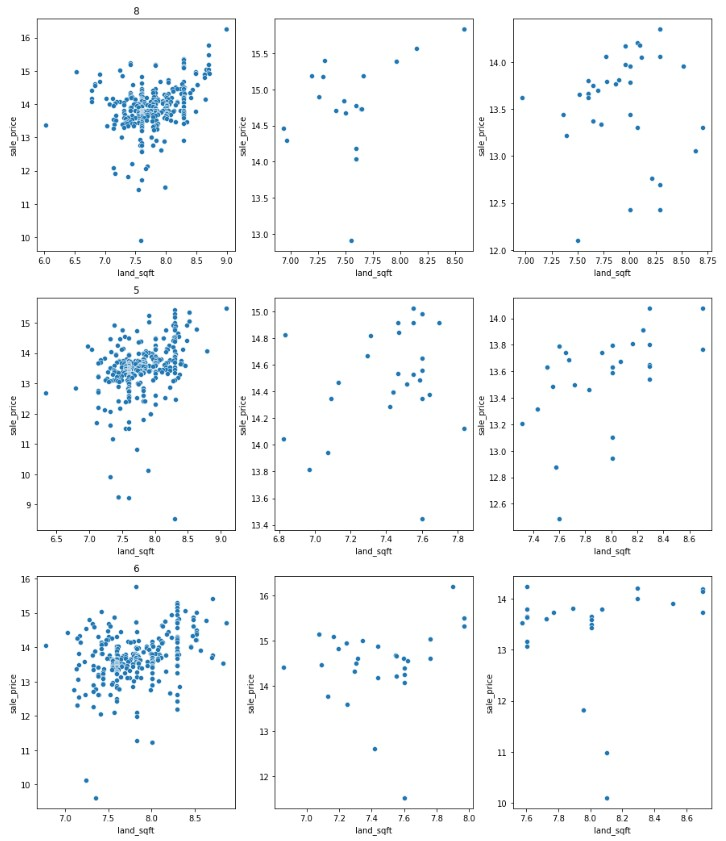 8
16
15
14
13
12
11
10
sale_price
6.0 6.5 7.0 7.5 8.0 8.5 9.0
land_sqft
15.5
15.0
14.5
14.0
13.5
13.0
sale_price
7.00 7.25 7.50 7.75 8.00 8.25 8.50
land_sqft
14.0
13.5
13.0
12.5
12.0
sale_price
7.00 7.25 7.50 7.75 8.00 8.25 8.50 8.75
land_sqft
5
15
14
13
12
11
10
9
sale_price
6.5 7.0 7.5 8.0 8.5 9.0
land_sqft
15.0
14.8
14.6
14.4
14.2
14.0
13.8
13.6
13.4
sale_price
6.8 7.0 7.2 7.4 7.6 7.8
land_sqft
14.0
13.8
13.6
13.4
13.2
13.0
12.8
12.6
sale_price
7.4 7.6 7.8 8.0 8.2 8.4 8.6
land_sqft
6
16
15
14
13
12
11
10
sale_price
7.0 7.5 8.0 8.5
land_sqft
16
15
14
13
12
sale_price
7.0 7.2 7.4 7.6 7.8 8.0
land_sqft
14
13
12
11
10
sale_price
7.6 7.8 8.0 8.2 8.4 8.6
land_sqft